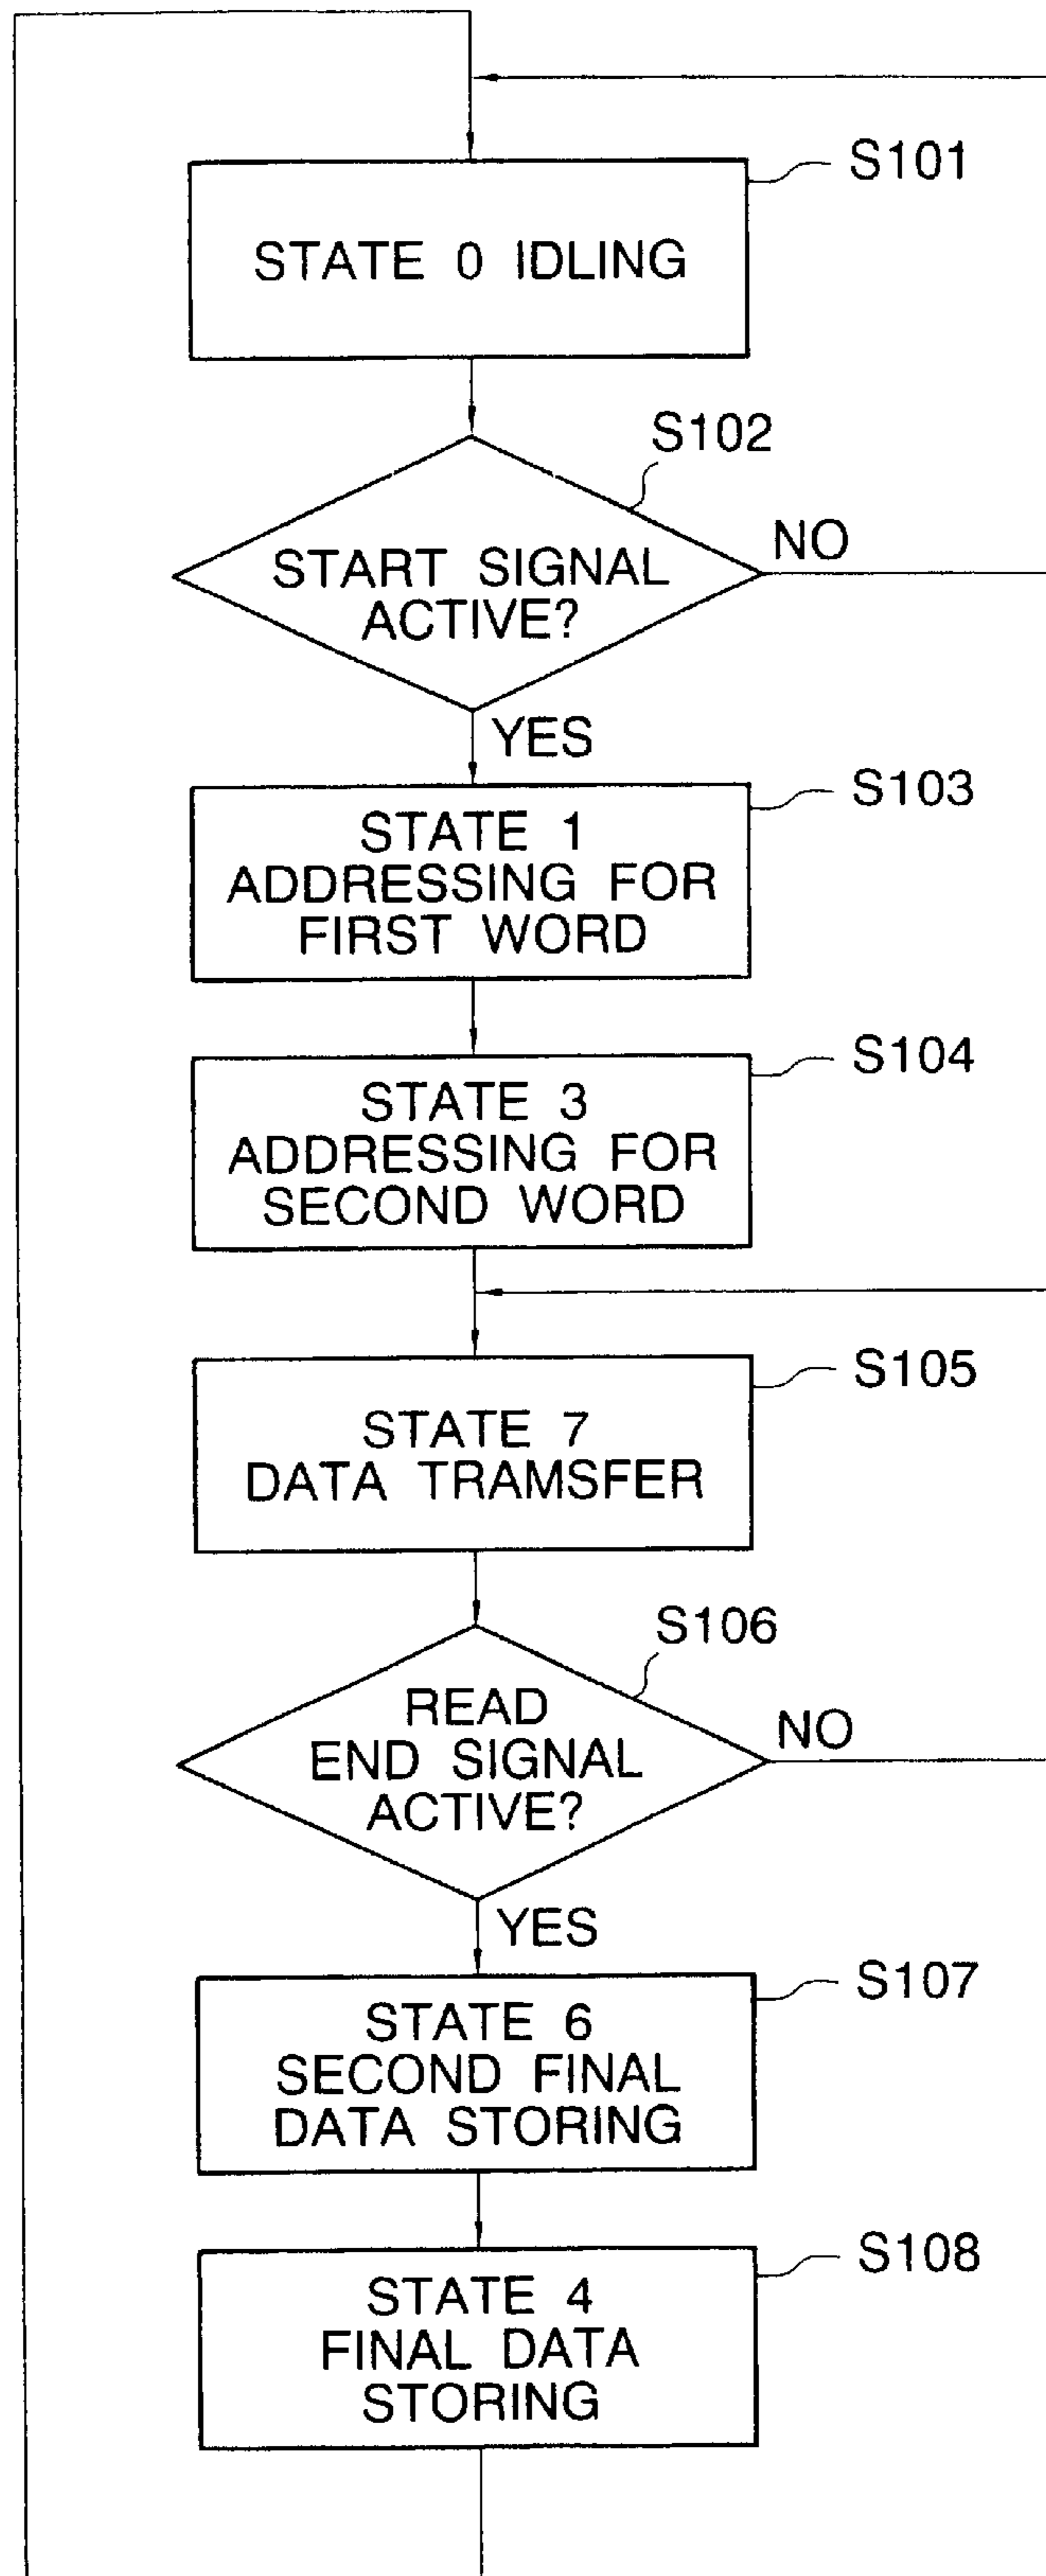 S101
STATE 0 IDLING
S102
START SIGNAL
ACTIVE?
NO
YES
S103
STATE 1
ADDRESSING FOR
FIRST WORD
S104
STATE 3
ADDRESSING FOR
SECOND WORD
S105
STATE 7
DATA TRAMSFER
S106
READ
END SIGNAL
ACTIVE?
NO
YES
S107
STATE 6
SECOND FINAL
DATA STORING
S108
STATE 4
FINAL DATA
STORING